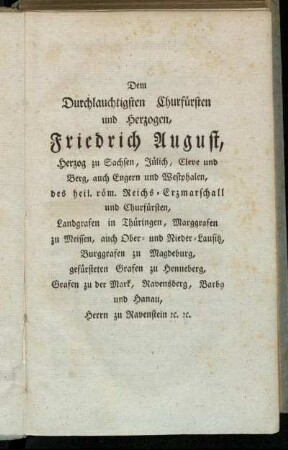 Dem
Durchlauchtigsten Churfürsten
und Herzogen,
Friedrich August,
Herzog zu Sachsen, Jülich, Cleve und
Berg, auch Engern und Westphalen,
des heil. röm. Reichs-Erzmarschall
und Churfürsten,
Landgrafen in Thüringen, Marggrafen
zu Meissen, auch Ober- und Nieder-Lausitz,
Burggrafen zu Magdeburg,
gefürsteten Grafen zu Henneberg,
Grafen zu der Mark, Ravensberg, Barby
und Hanau,
Herrn zu Ravenstein ꝛc. ꝛc.